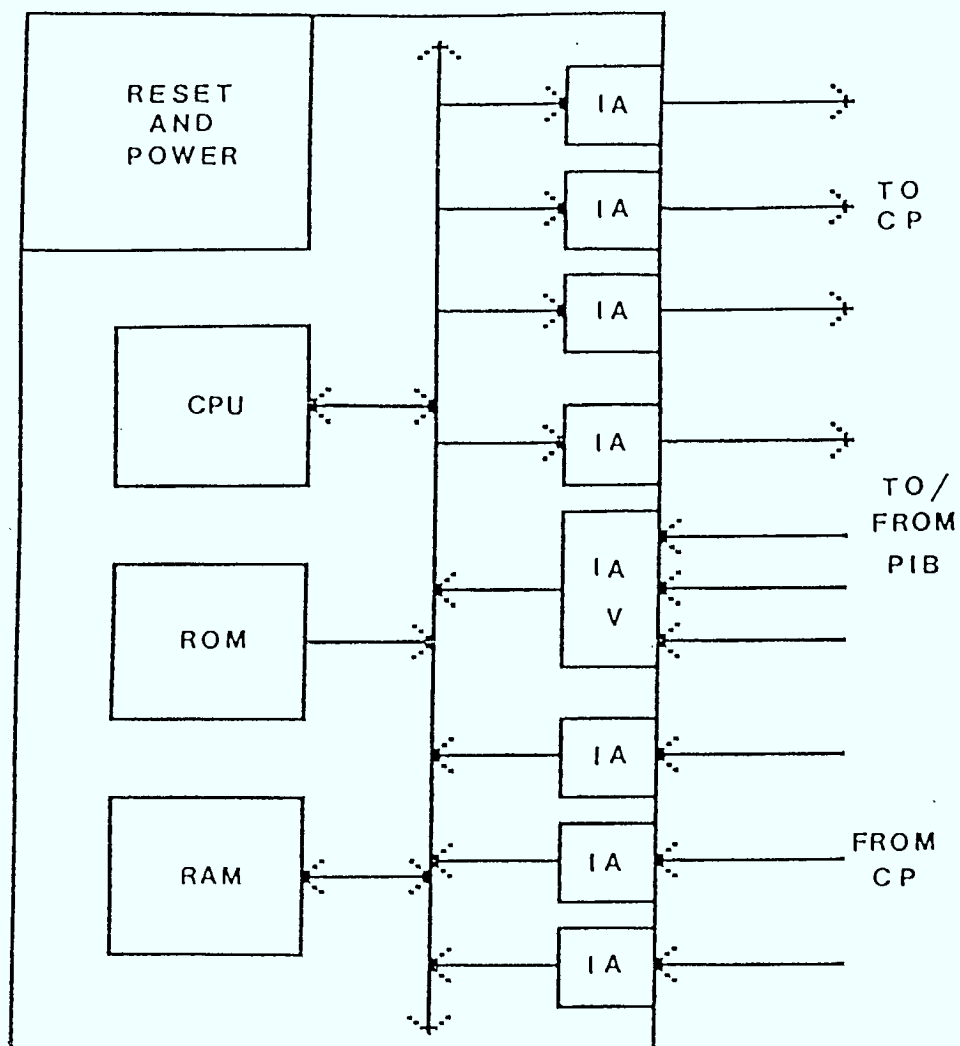 RESET
AND
POWER
IA
IA
TO
CP
IA
CPU
IA
TO/
FROM
PIB
IA
V
ROM
IA
RAM
IA
FROM
CP
IA